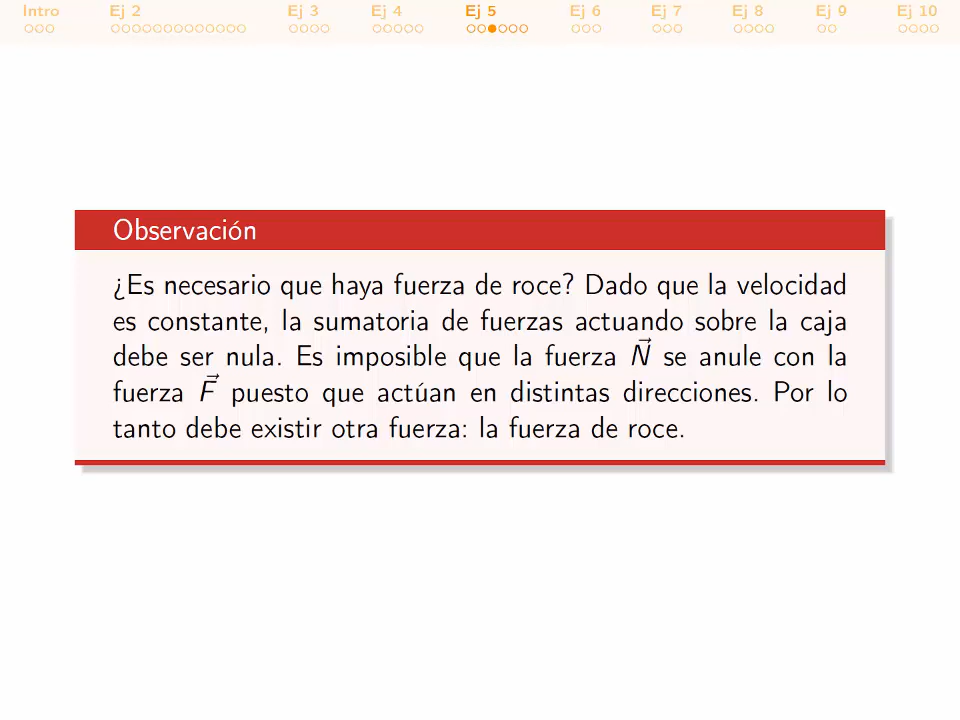 Intro Ej 2 Ej 3 Ej 4 Ej 5 Ej 6 Ej 7 Ej 8 Ej 9 Ej 10
Observación
¿Es necesario que haya fuerza de roce? Dado que la velocidad
es constante, la sumatoria de fuerzas actuando sobre la caja
debe ser nula. Es imposible que la fuerza N⃗ se anule con la
fuerza F⃗ puesto que actúan en distintas direcciones. Por lo
tanto debe existir otra fuerza: la fuerza de roce.